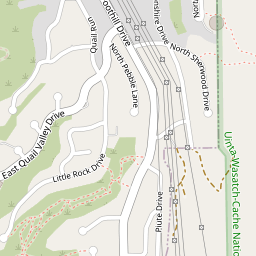 Foothill Drive
Quail Run
North Pebble Lane
Drive
North Sherwood Drive
East Quail Valley Drive
Little Rock Drive
Plute Drive
Uinta-Wasatch-Cache